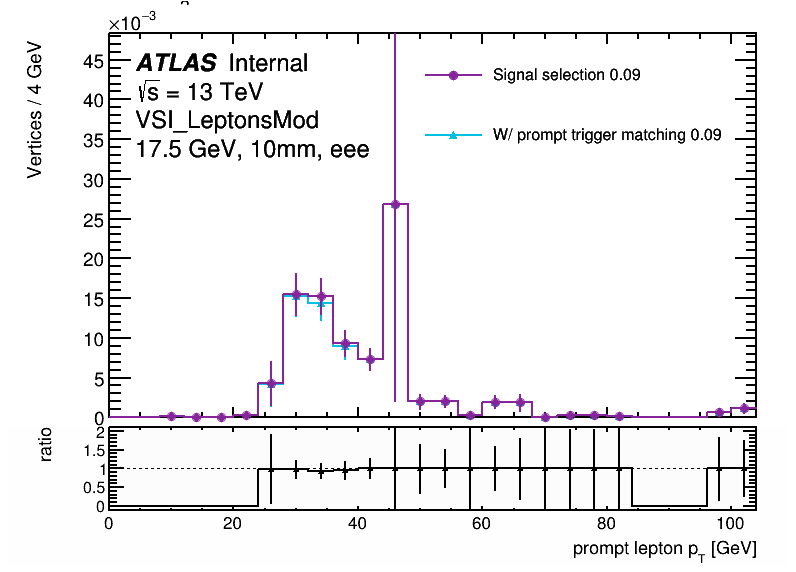 ×10⁻³
Vertices / 4 GeV
45
40
35
30
25
20
15
10
5
0
ATLAS Internal
√s = 13 TeV
VSI_LeptonsMod
17.5 GeV, 10mm, eee
Signal selection 0.09
W/ prompt trigger matching 0.09
ratio
2
1.5
1
0.5
0
0 20 40 60 80 100
prompt lepton p_T [GeV]